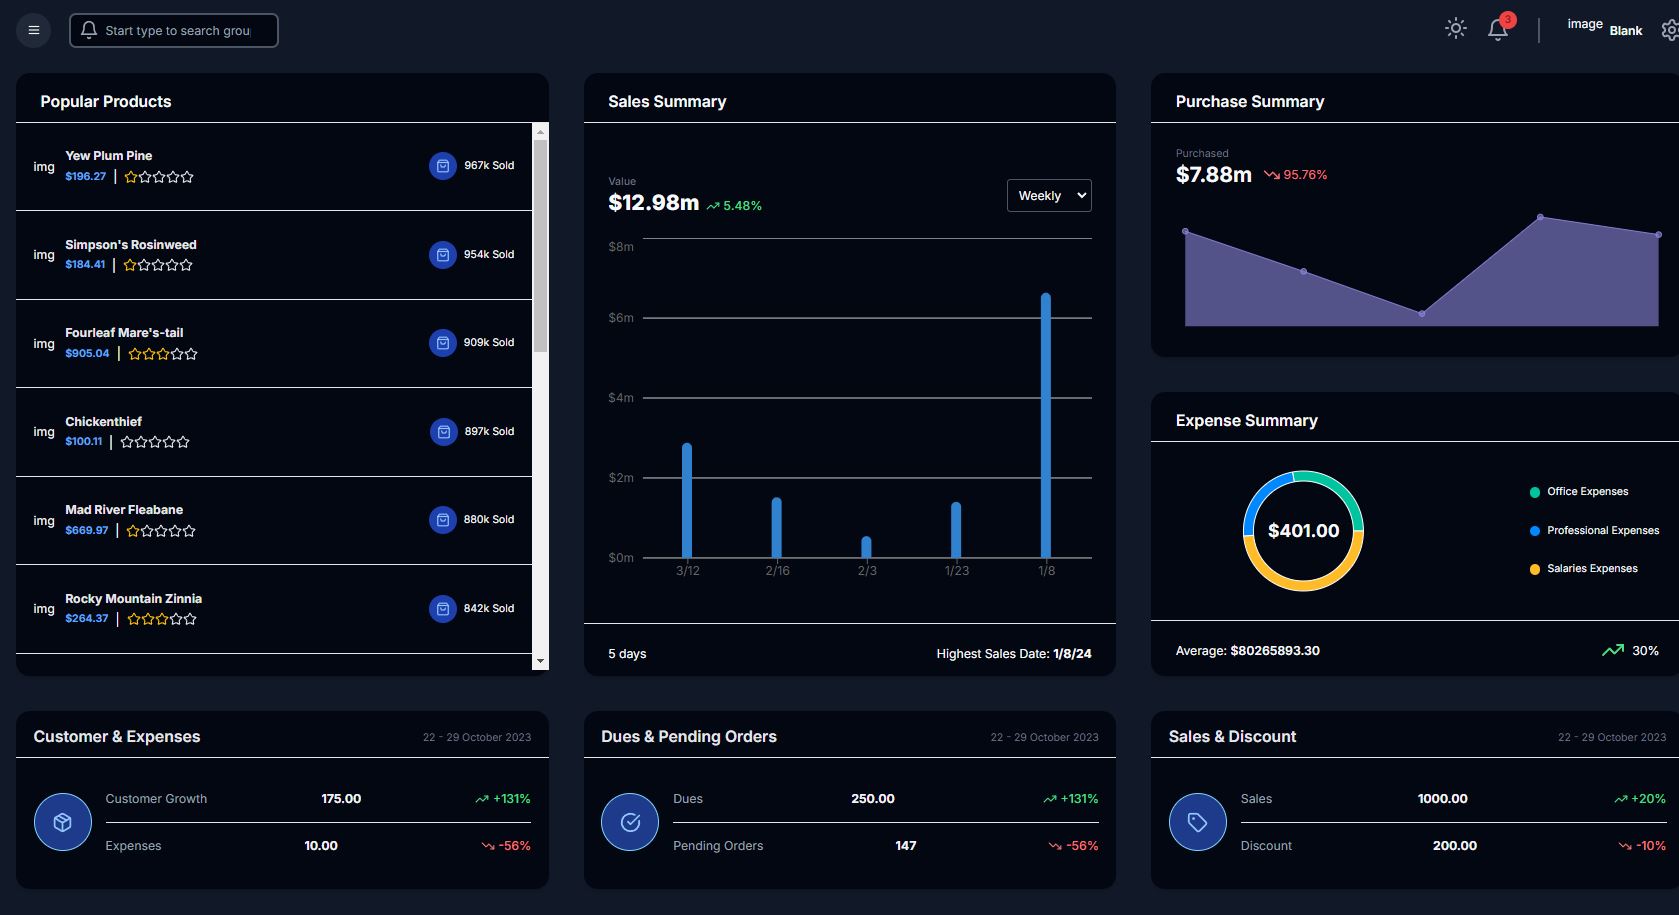 Start type to search grou
3
image
Blank
Popular Products
img
Yew Plum Pine
$196.27
967k Sold
img
Simpson's Rosinweed
$184.41
954k Sold
img
Fourleaf Mare's-tail
$905.04
909k Sold
img
Chickenthief
$100.11
897k Sold
img
Mad River Fleabane
$669.97
880k Sold
img
Rocky Mountain Zinnia
$264.37
842k Sold
Sales Summary
Value
$12.98m
5.48%
Weekly
$8m
$6m
$4m
$2m
$0m
3/12
2/16
2/3
1/23
1/8
5 days
Highest Sales Date: 1/8/24
Purchase Summary
Purchased
$7.88m
95.76%
Expense Summary
$401.00
Office Expenses
Professional Expenses
Salaries Expenses
Average: $80265893.30
30%
Customer & Expenses
22 - 29 October 2023
Customer Growth
175.00
+131%
Expenses
10.00
-56%
Dues & Pending Orders
22 - 29 October 2023
Dues
250.00
+131%
Pending Orders
147
-56%
Sales & Discount
22 - 29 October 2023
Sales
1000.00
+20%
Discount
200.00
-10%